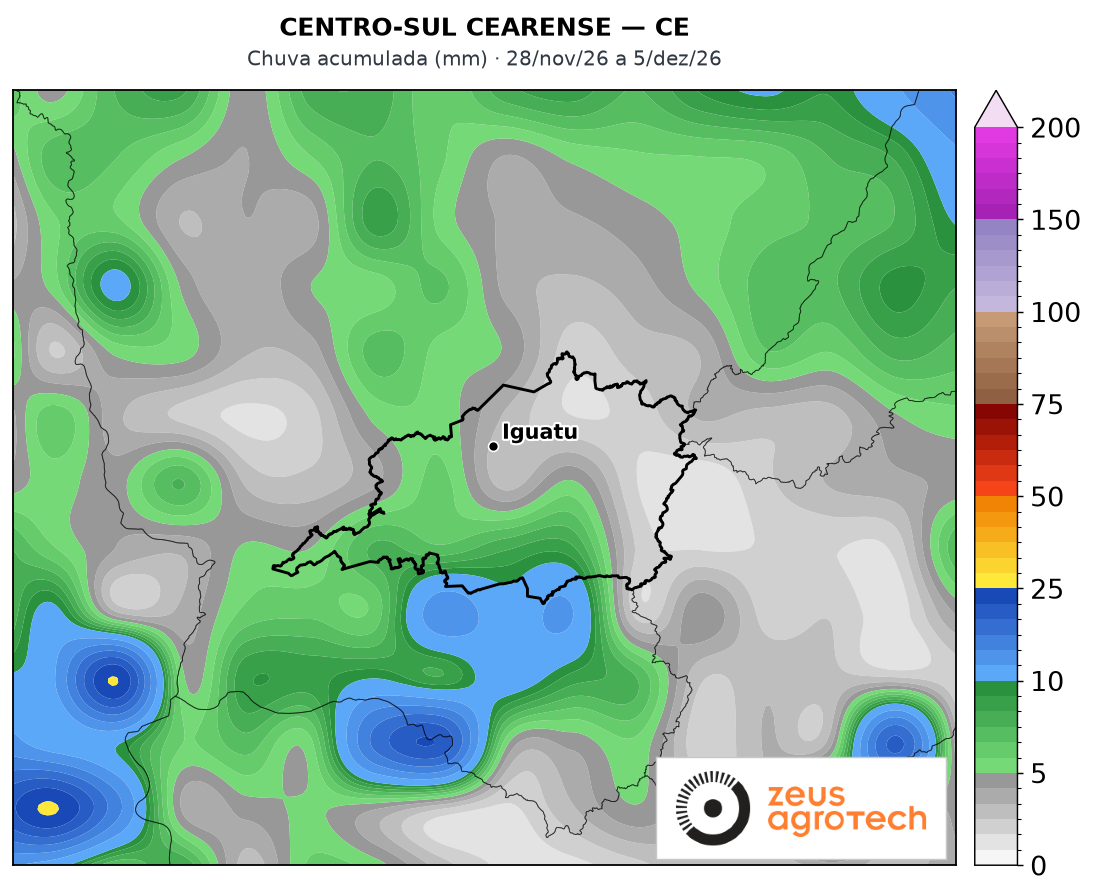 CENTRO-SUL CEARENSE — CE
Chuva acumulada (mm) · 28/nov/26 a 5/dez/26
Iguatu
200
150
100
75
50
25
10
5
0
zeus
agrotech